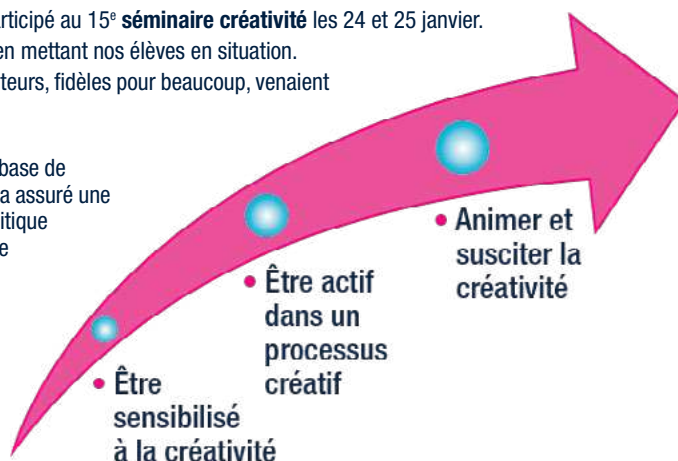 articipé au 15e séminaire créativité les 24 et 25 janvier.
en mettant nos élèves en situation.
teurs, fidèles pour beaucoup, venaient
base de
a assuré une
itique
e
• Animer et
susciter la
créativité
• Être actif
dans un
processus
créatif
• Être
sensibilisé
à la créativité